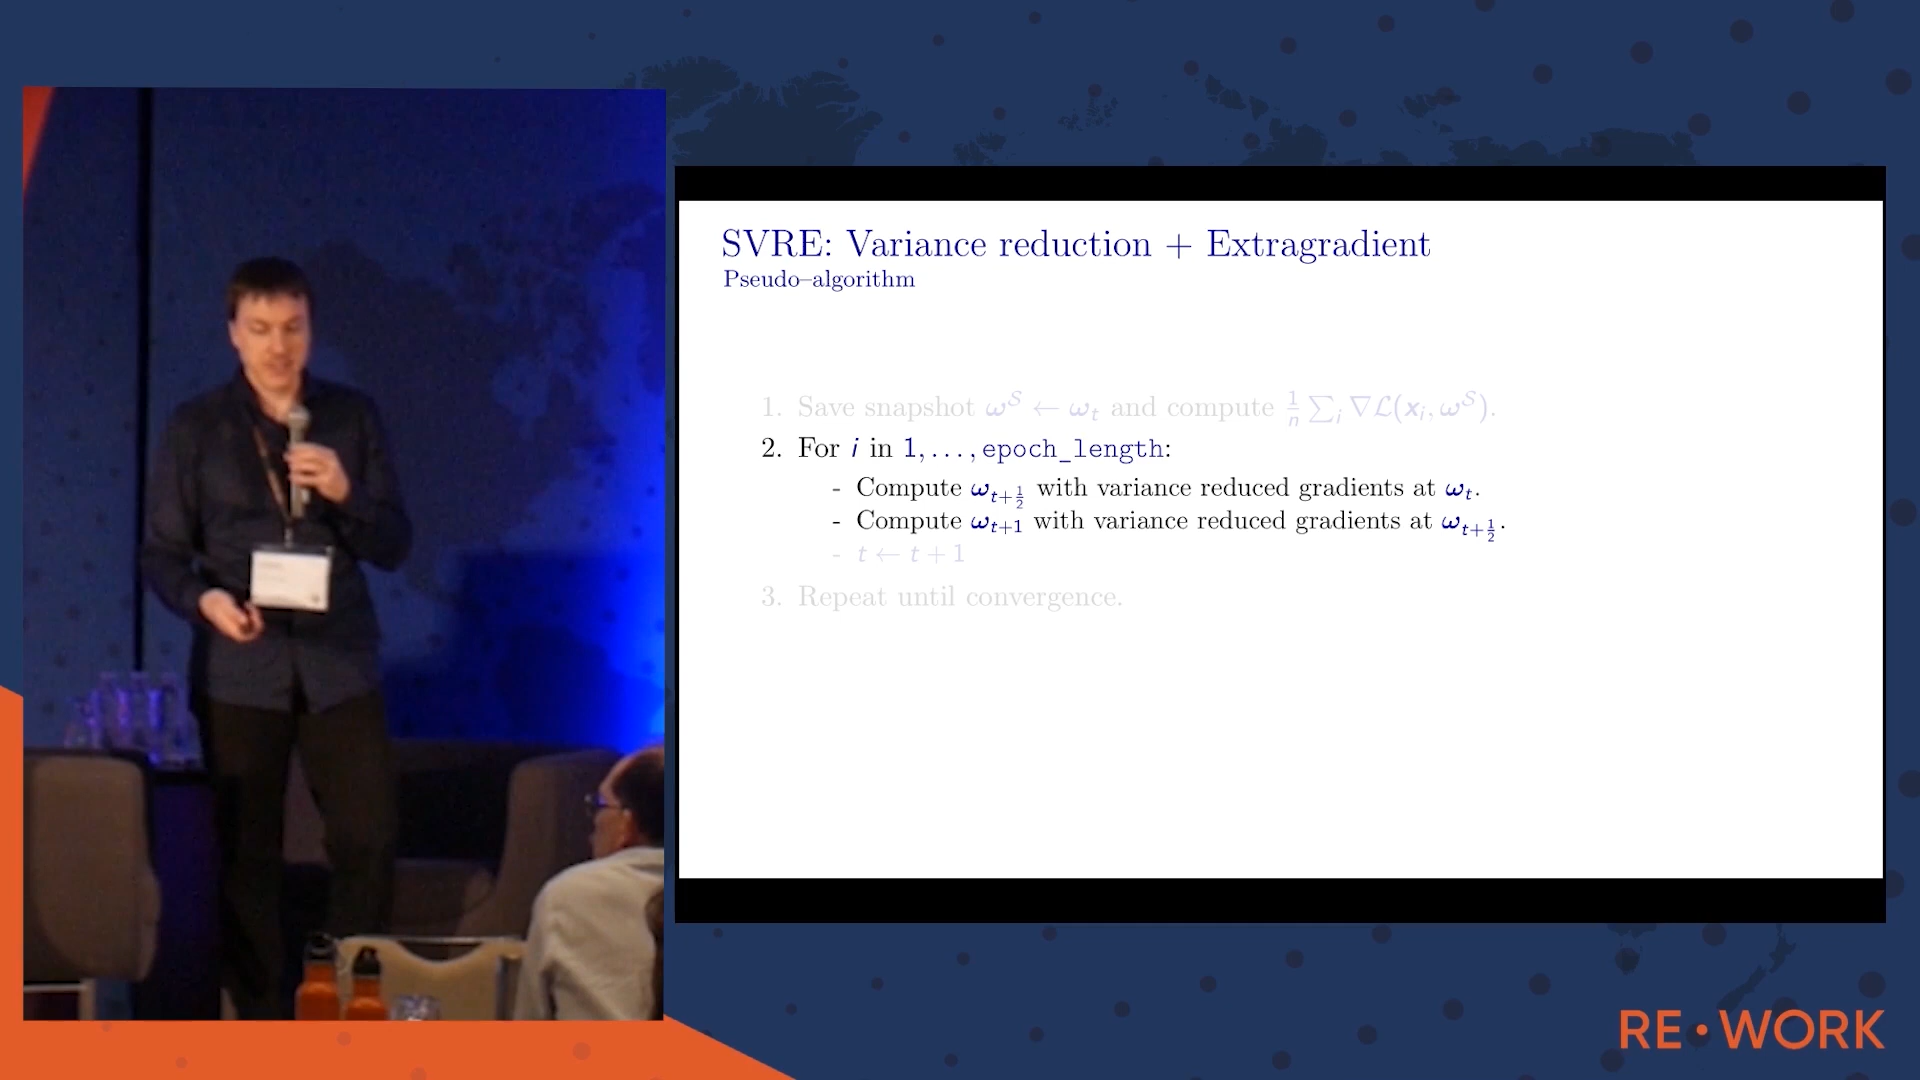 SVRE: Variance reduction + Extragradient
Pseudo–algorithm
1. Save snapshot ω^S ← ω_t and compute 1/n ∑_i ∇ℒ(x_i, ω^S).
2. For i in 1, . . . , epoch_length:
- Compute ω_{t+1/2} with variance reduced gradients at ω_t.
- Compute ω_{t+1} with variance reduced gradients at ω_{t+1/2}.
- t ← t + 1
3. Repeat until convergence.
RE•WORK